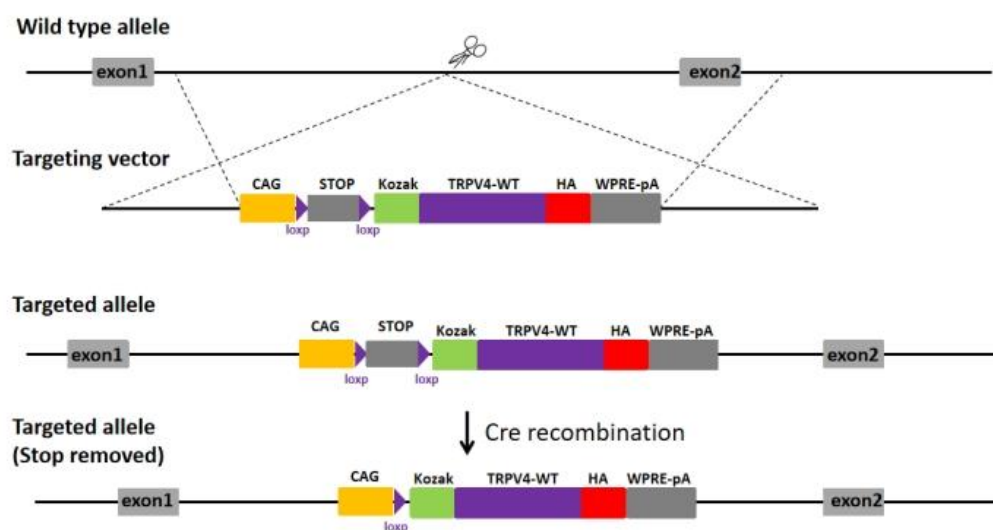 Wild type allele
exon1 exon2
Targeting vector
CAG STOP Kozak TRPV4-WT HA WPRE-pA
loxp loxp
Targeted allele
CAG STOP Kozak TRPV4-WT HA WPRE-pA
exon1 exon2
loxp loxp
Targeted allele
(Stop removed)
Cre recombination
CAG Kozak TRPV4-WT HA WPRE-pA
exon1 exon2
loxp